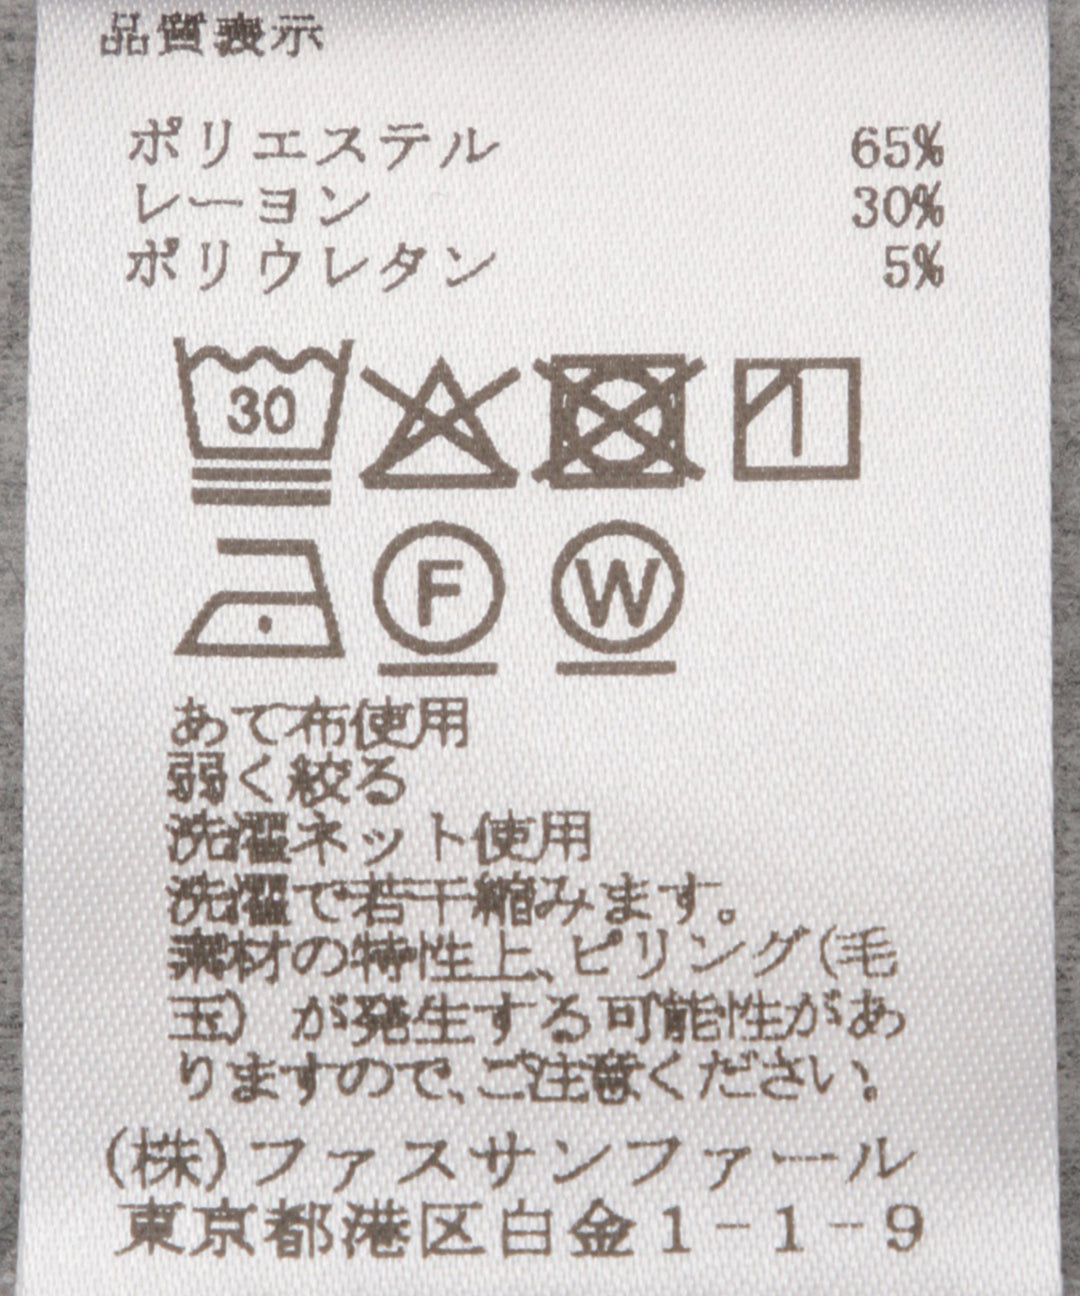 品質表示
ポリエステル 65%
レーヨン 30%
ポリウレタン 5%
30
F W
あて布使用
弱く絞る
洗濯ネット使用
洗濯で若干縮みます。
素材の特性上、ピリング(毛
玉) が発生する可能性があ
りますので、ご注意ください。
(株)ファスサンファール
東京都港区白金1-1-9